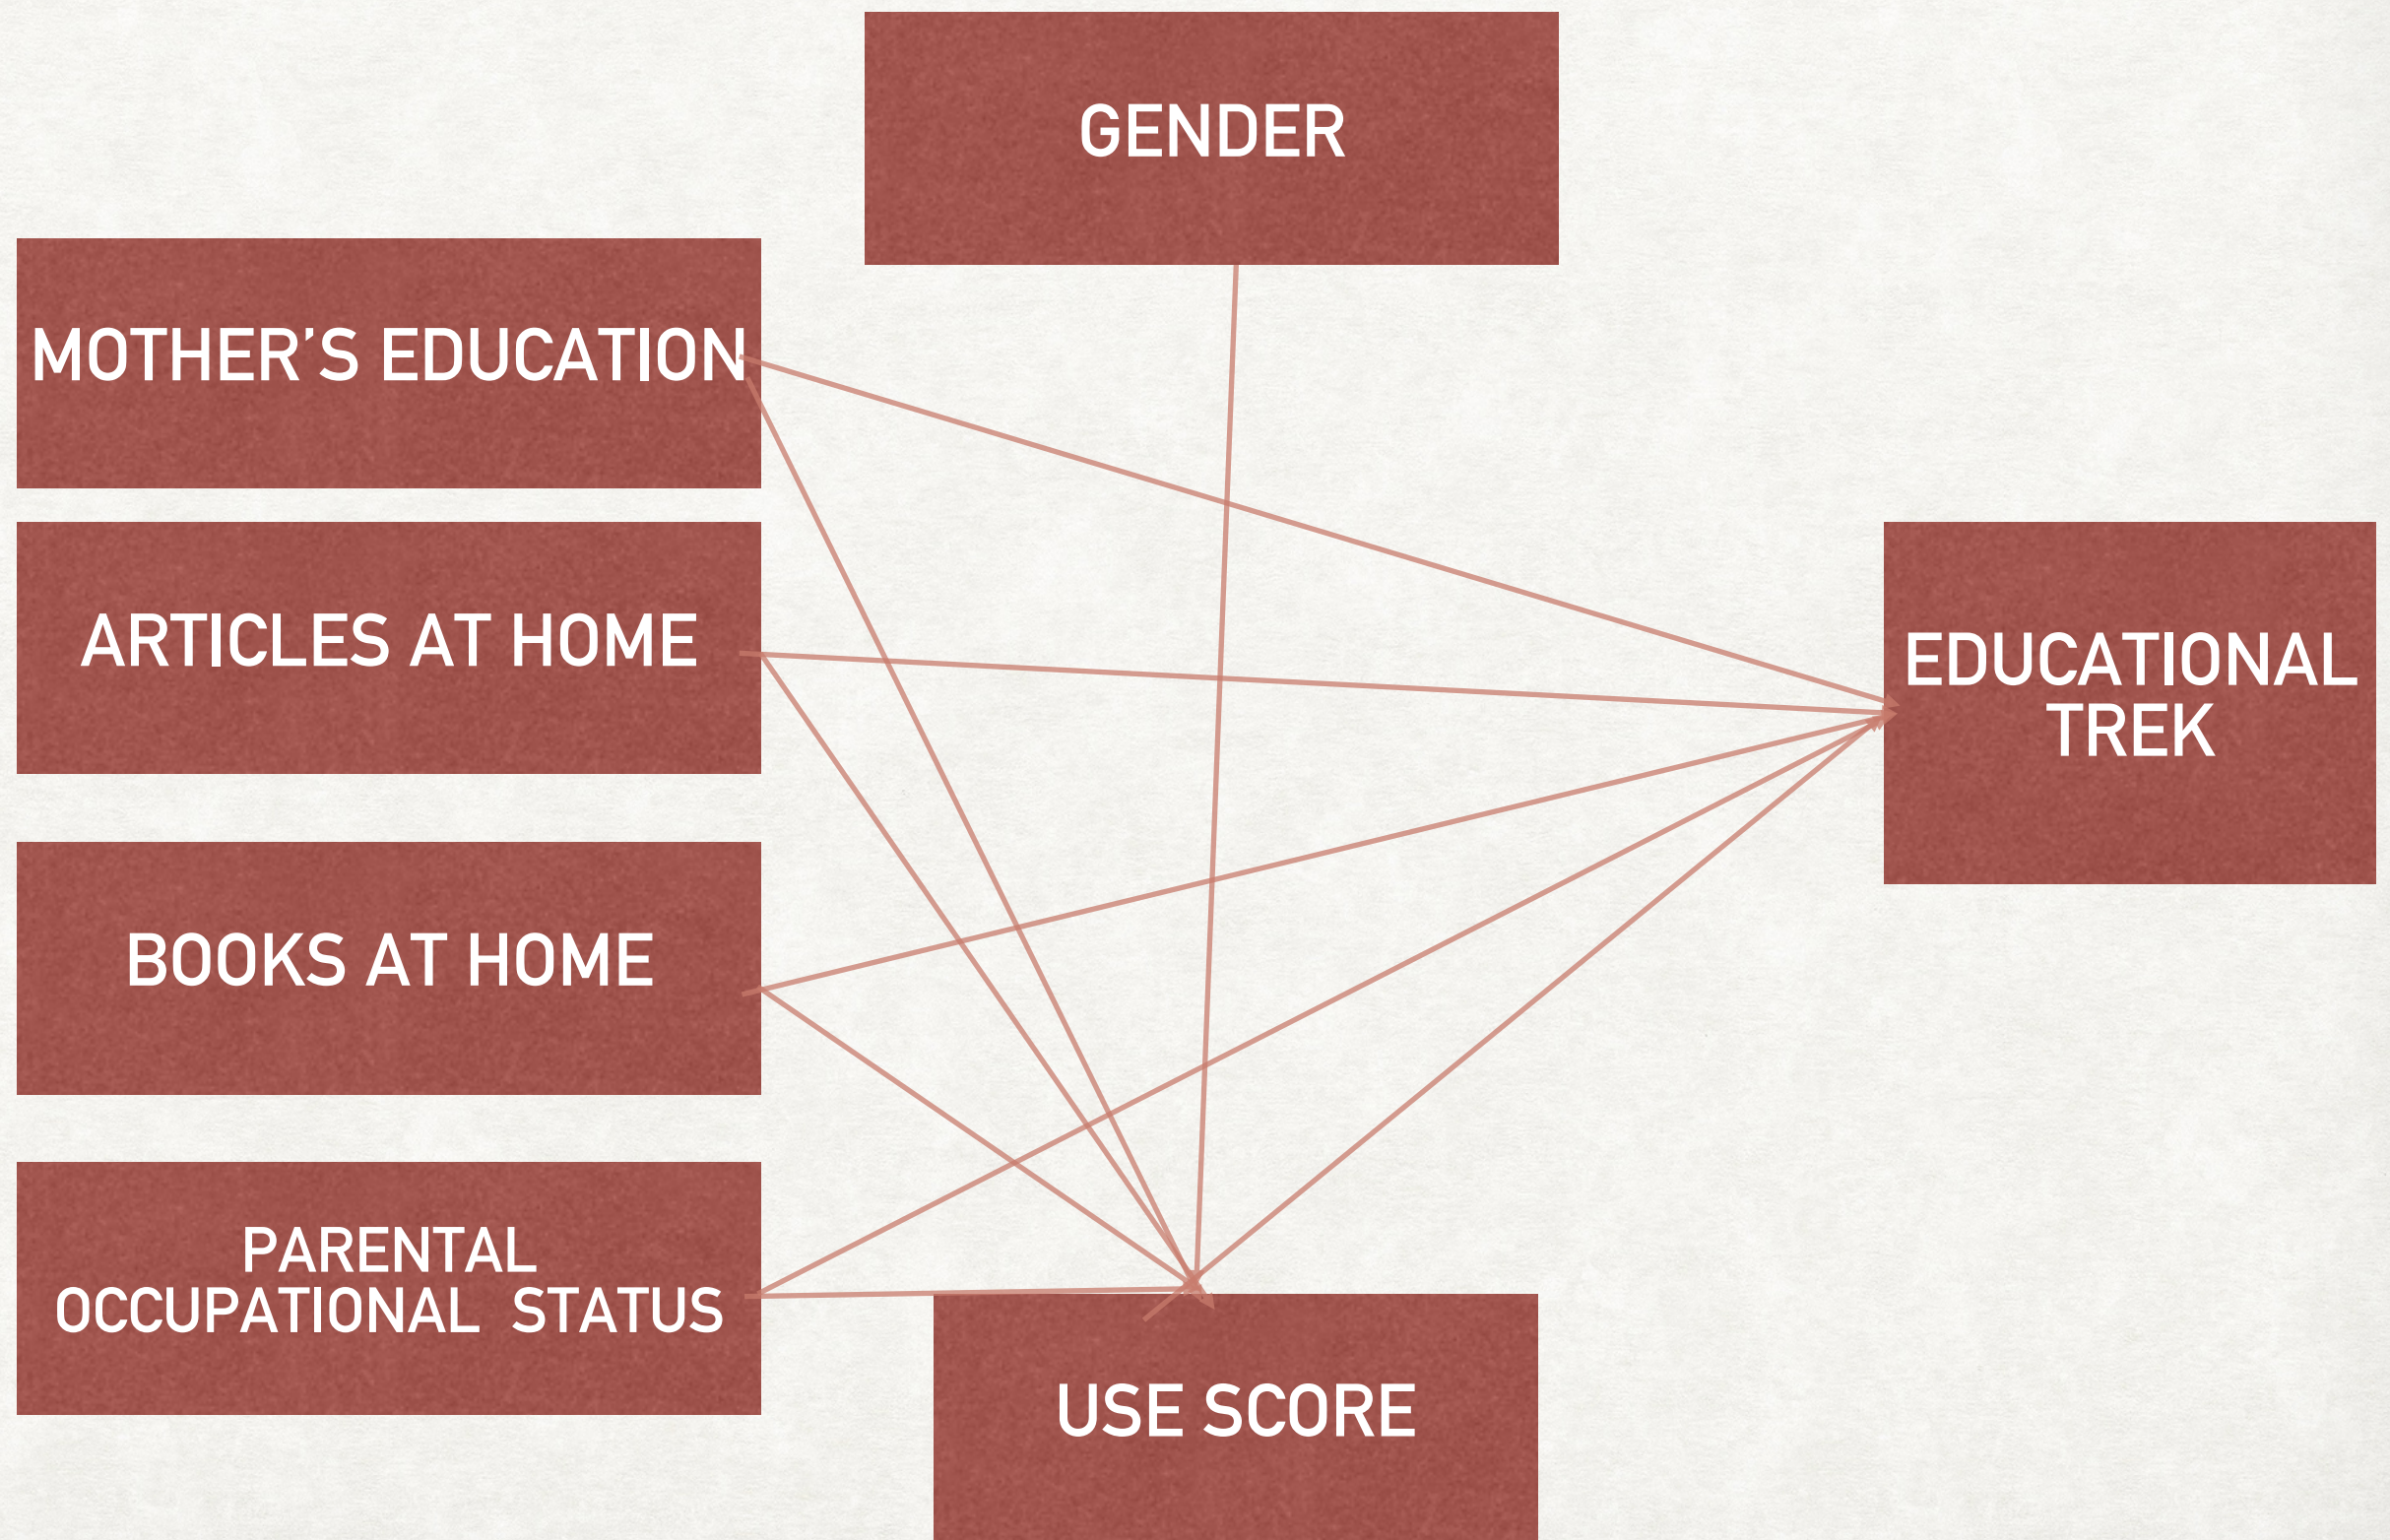 GENDER
MOTHER’S EDUCATION
ARTICLES AT HOME
EDUCATIONAL
TREK
BOOKS AT HOME
PARENTAL
OCCUPATIONAL STATUS
USE SCORE